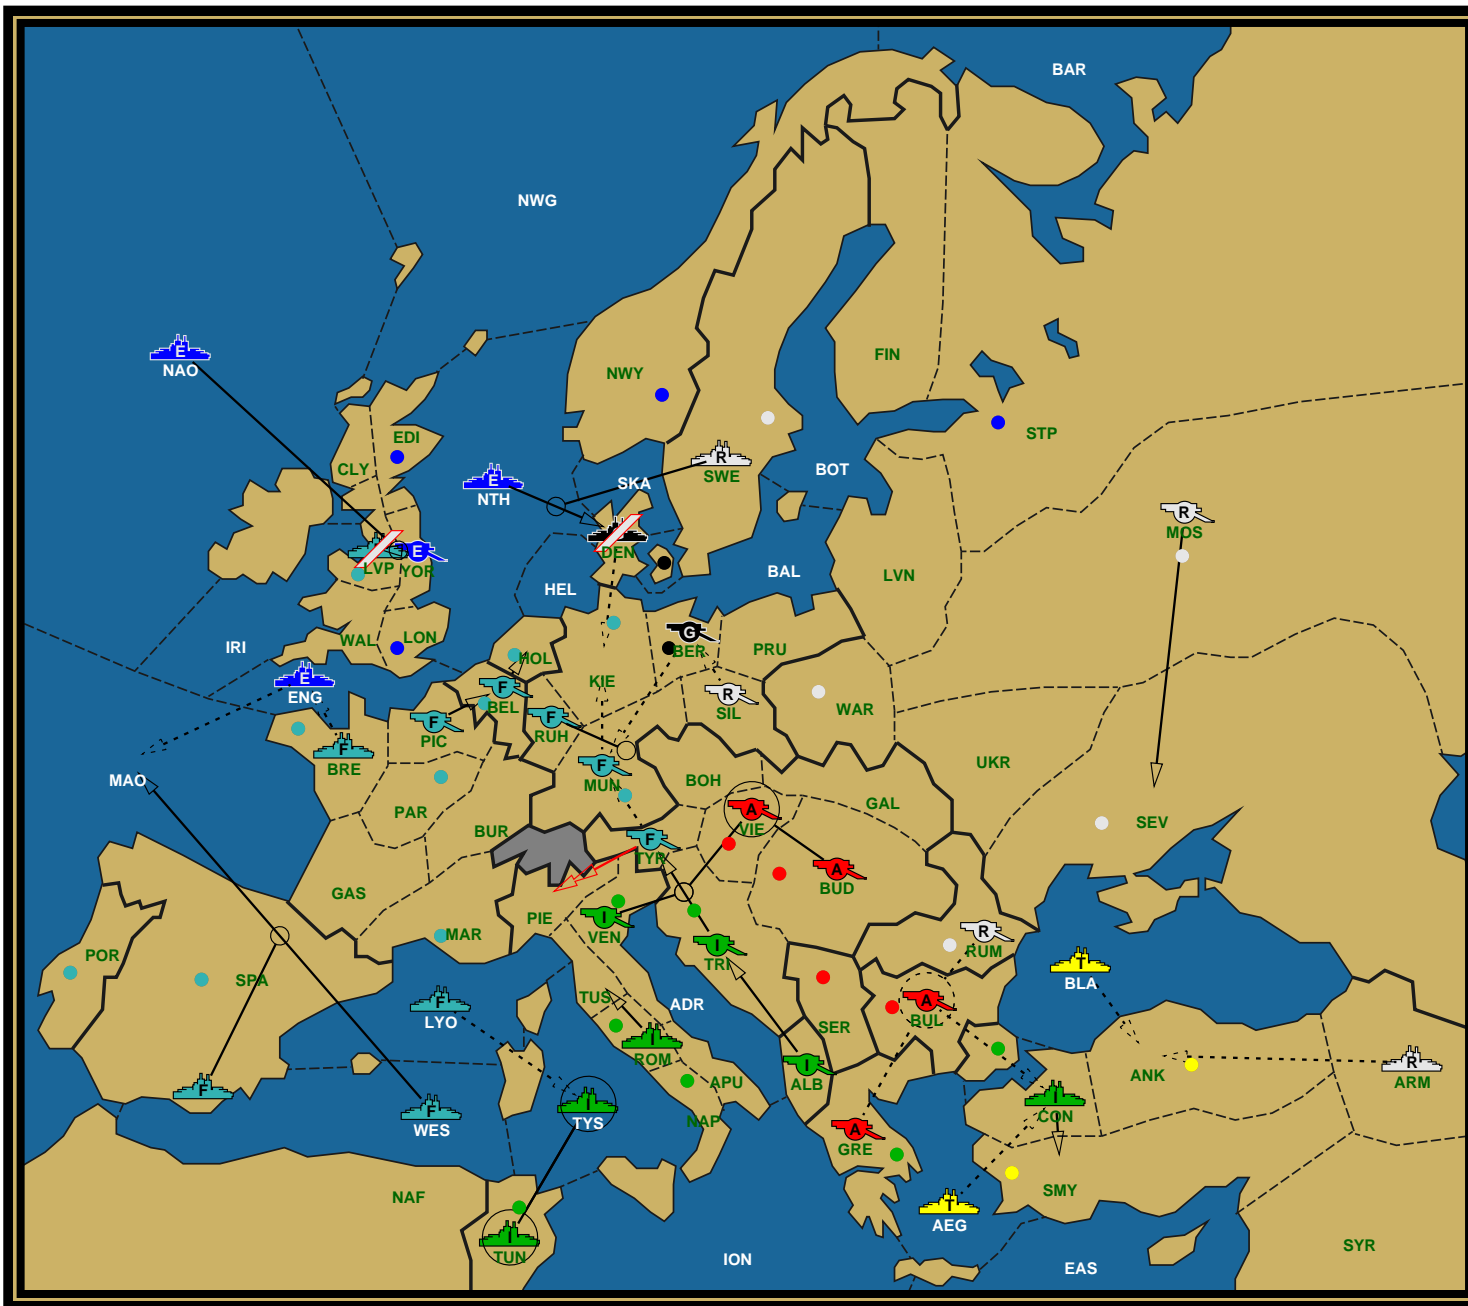 BAR
NWG
E
NAO
FIN
NWY
EDI
STP
CLY
R
SWE
BOT
SKA
E
NTH
R
MOS
DEN
E
LVP
YOR
BAL
LVN
HEL
WAL
LON
IRI
G
BER
PRU
HOL
KIE
E
ENG
F
BEL
R
SIL
WAR
F
PIC
F
RUH
F
BRE
UKR
MAO
F
MUN
BOH
GAL
PAR
A
VIE
SEV
BUR
F
TYR
A
BUD
GAS
PIE
I
VEN
MAR
R
RUM
I
TRI
POR
SPA
T
BLA
F
LYO
TUS
ADR
A
BUL
SER
I
ROM
I
ALB
ANK
R
ARM
APU
F
F
WES
I
TYS
NAP
I
CON
A
GRE
NAF
SMY
T
AEG
I
TUN
ION
EAS
SYR